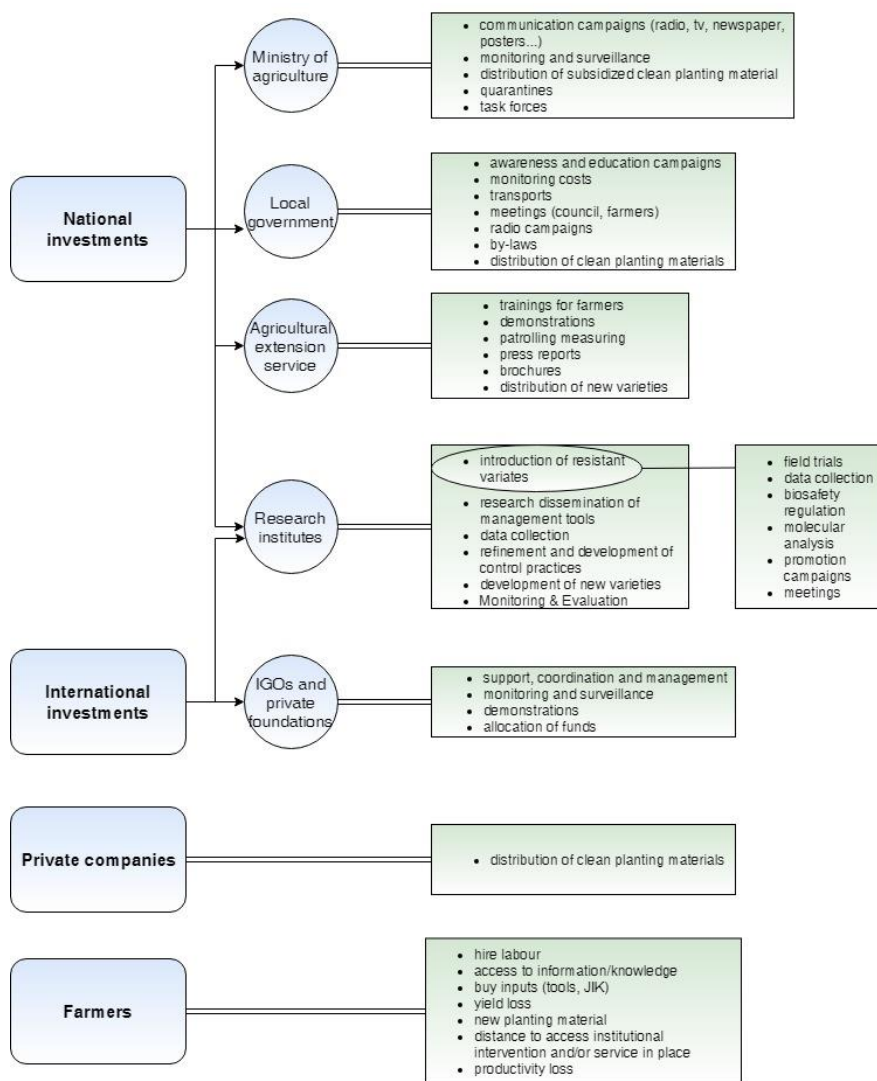 Ministry of
agriculture
• communication campaigns (radio, tv, newspaper,
posters...)
• monitoring and surveillance
• distribution of subsidized clean planting material
• quarantines
• task forces
National
investments
Local
government
• awareness and education campaigns
• monitoring costs
• transports
• meetings (council, farmers)
• radio campaigns
• by-laws
• distribution of clean planting materials
Agricultural
extension
service
• trainings for farmers
• demonstrations
• patrolling measuring
• press reports
• brochures
• distribution of new varieties
Research
institutes
• introduction of resistant
variates
• research dissemination of
management tools
• data collection
• refinement and development of
control practices
• development of new varieties
• Monitoring & Evaluation
• field trials
• data collection
• biosafety
regulation
• molecular
analysis
• promotion
campaigns
• meetings
International
investments
IGOs and
private
foundations
• support, coordination and management
• monitoring and surveillance
• demonstrations
• allocation of funds
Private companies
• distribution of clean planting materials
Farmers
• hire labour
• access to information/knowledge
• buy inputs (tools, JIK)
• yield loss
• new planting material
• distance to access institutional
intervention and/or service in place
• productivity loss